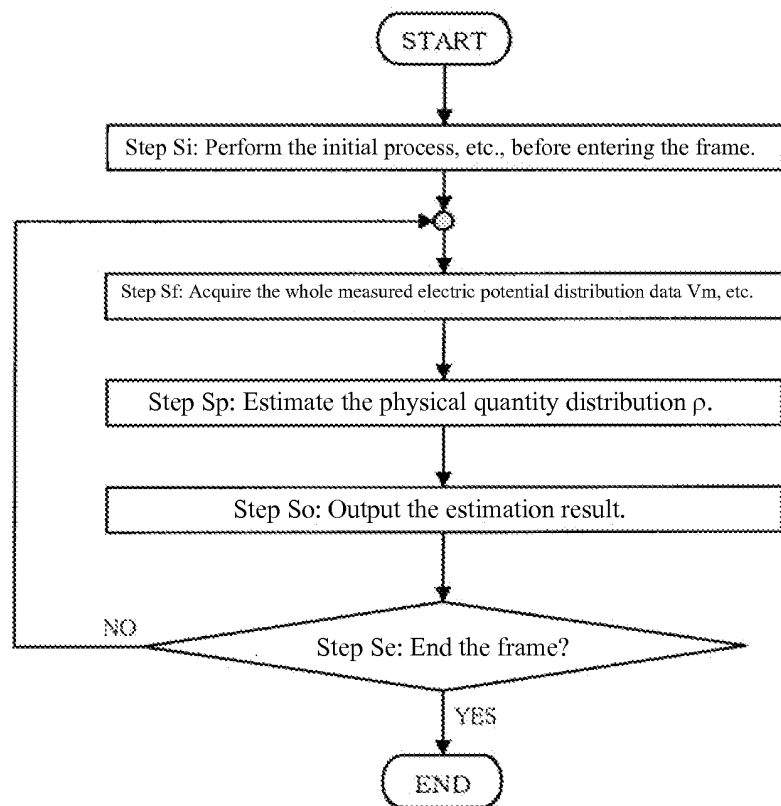 START
Step Si: Perform the initial process, etc., before entering the frame.
Step Sf: Acquire the whole measured electric potential distribution data Vm, etc.
Step Sp: Estimate the physical quantity distribution ρ.
Step So: Output the estimation result.
NO
Step Se: End the frame?
YES
END